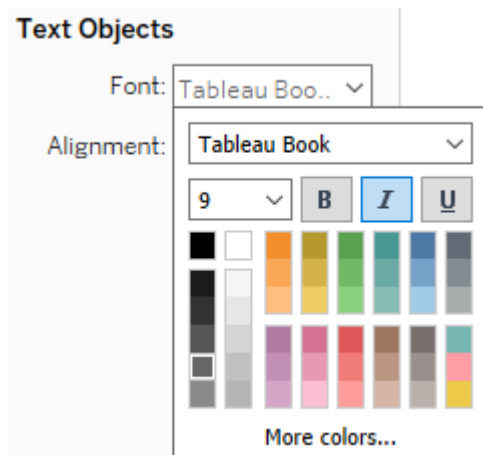 Text Objects
Font: Tableau Boo..
Alignment:
Tableau Book
9 B I U
More colors...